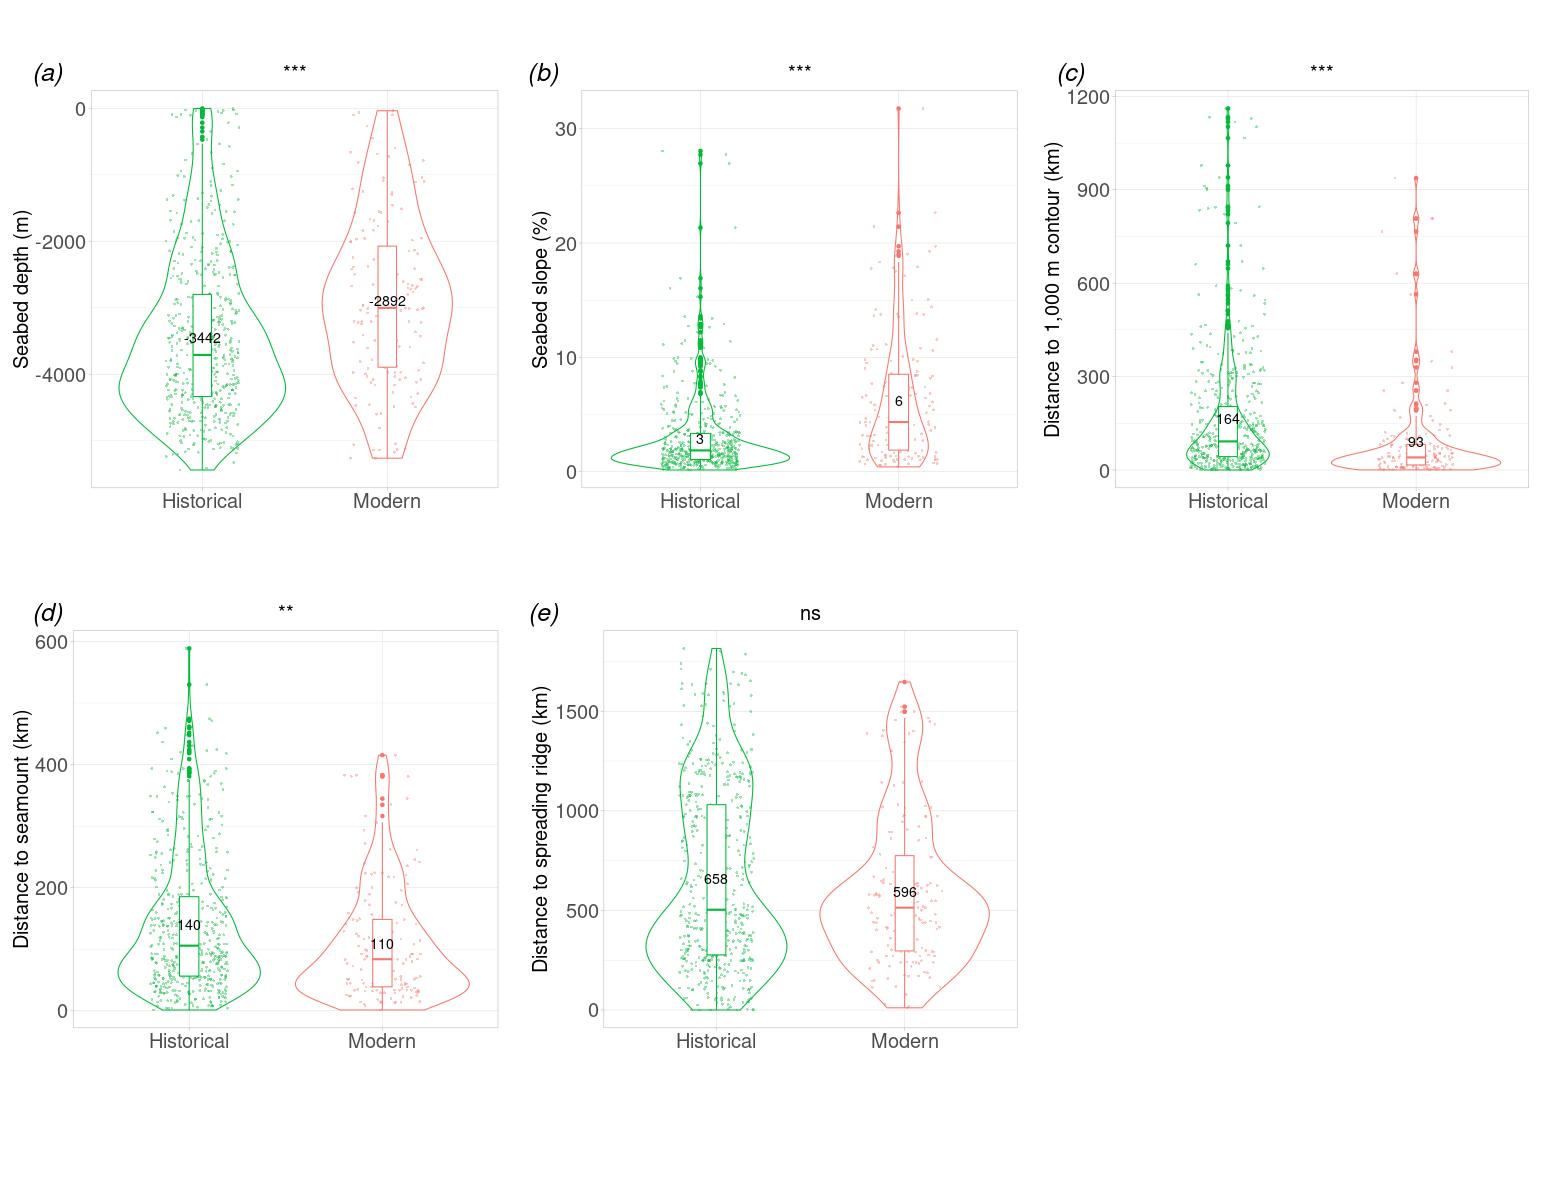 (a)
***
Seabed depth (m)
0
-2000
-4000
-3442
-2892
Historical
Modern
(b)
***
Seabed slope (%)
30
20
10
0
3
6
Historical
Modern
(c)
***
Distance to 1,000 m contour (km)
1200
900
600
300
0
164
93
Historical
Modern
(d)
**
Distance to seamount (km)
600
400
200
0
140
110
Historical
Modern
(e)
ns
Distance to spreading ridge (km)
1500
1000
500
0
658
596
Historical
Modern